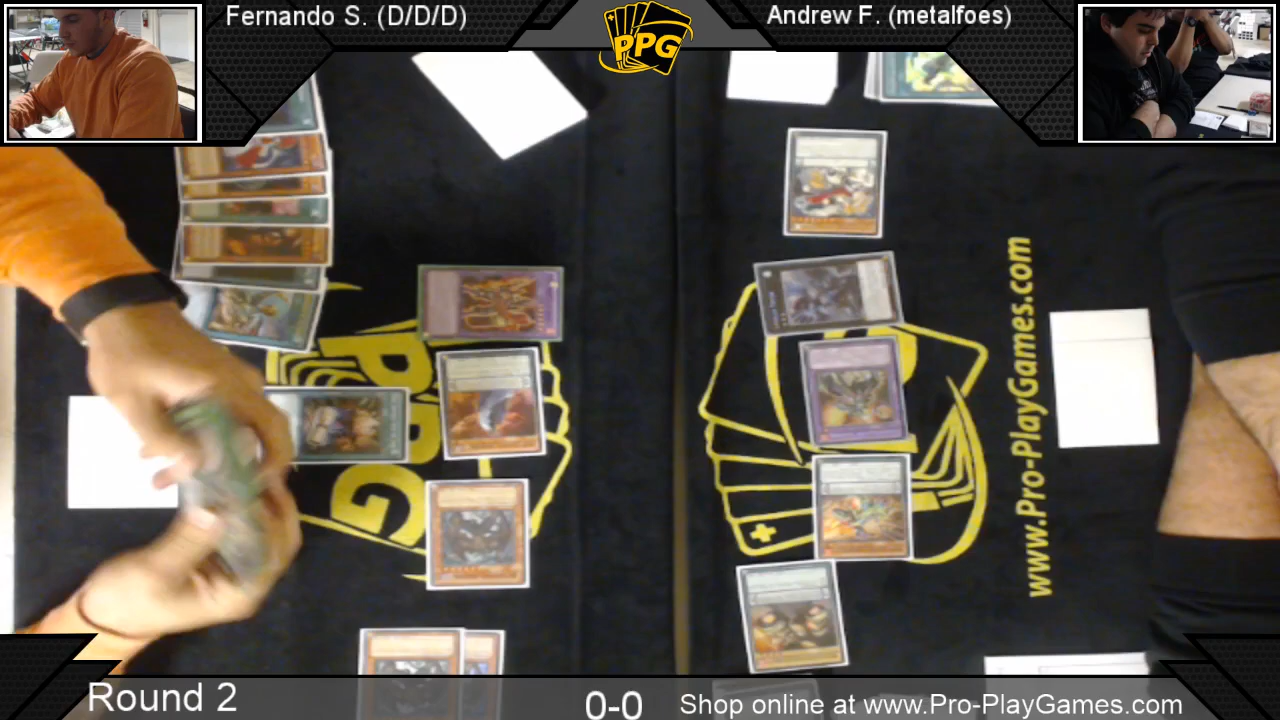 Fernando S. (D/D/D)
PPG
Andrew F. (metalfoes)
PPG
www.Pro-PlayGames.com
Round 2
0-0
Shop online at www.Pro-PlayGames.com